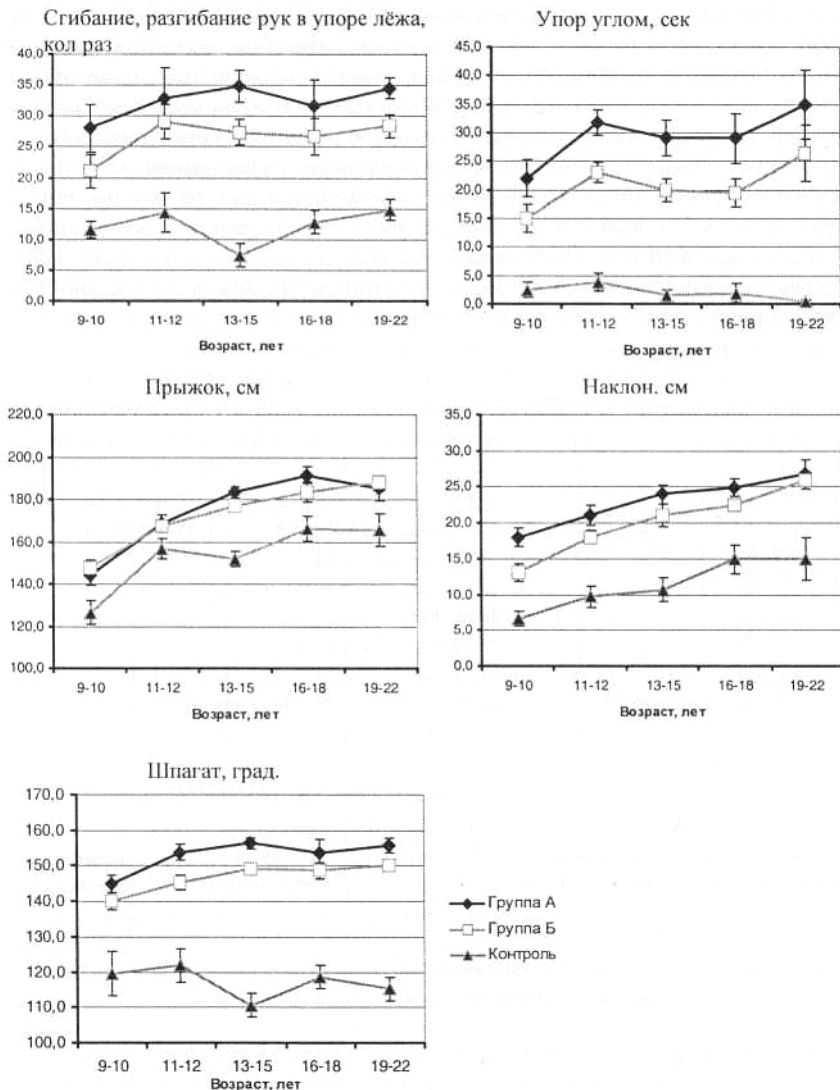 Сгибание, разгибание рук в упоре лёжа,
кол раз
40,0
35,0
30,0
25,0
20,0
15,0
10,0
5,0
0,0
9-10 11-12 13-15 16-18 19-22
Возраст, лет
Упор углом, сек
45,0
40,0
35,0
30,0
25,0
20,0
15,0
10,0
5,0
0,0
9-10 11-12 13-15 16-18 19-22
Возраст, лет
Прыжок, см
220,0
200,0
180,0
160,0
140,0
120,0
100,0
9-10 11-12 13-15 16-18 19-22
Возраст, лет
Наклон, см
35,0
30,0
25,0
20,0
15,0
10,0
5,0
0,0
9-10 11-12 13-15 16-18 19-22
Возраст, лет
Шпагат, град.
170,0
160,0
150,0
140,0
130,0
120,0
110,0
100,0
9-10 11-12 13-15 16-18 19-22
Возраст, лет
Группа А
Группа Б
Контроль